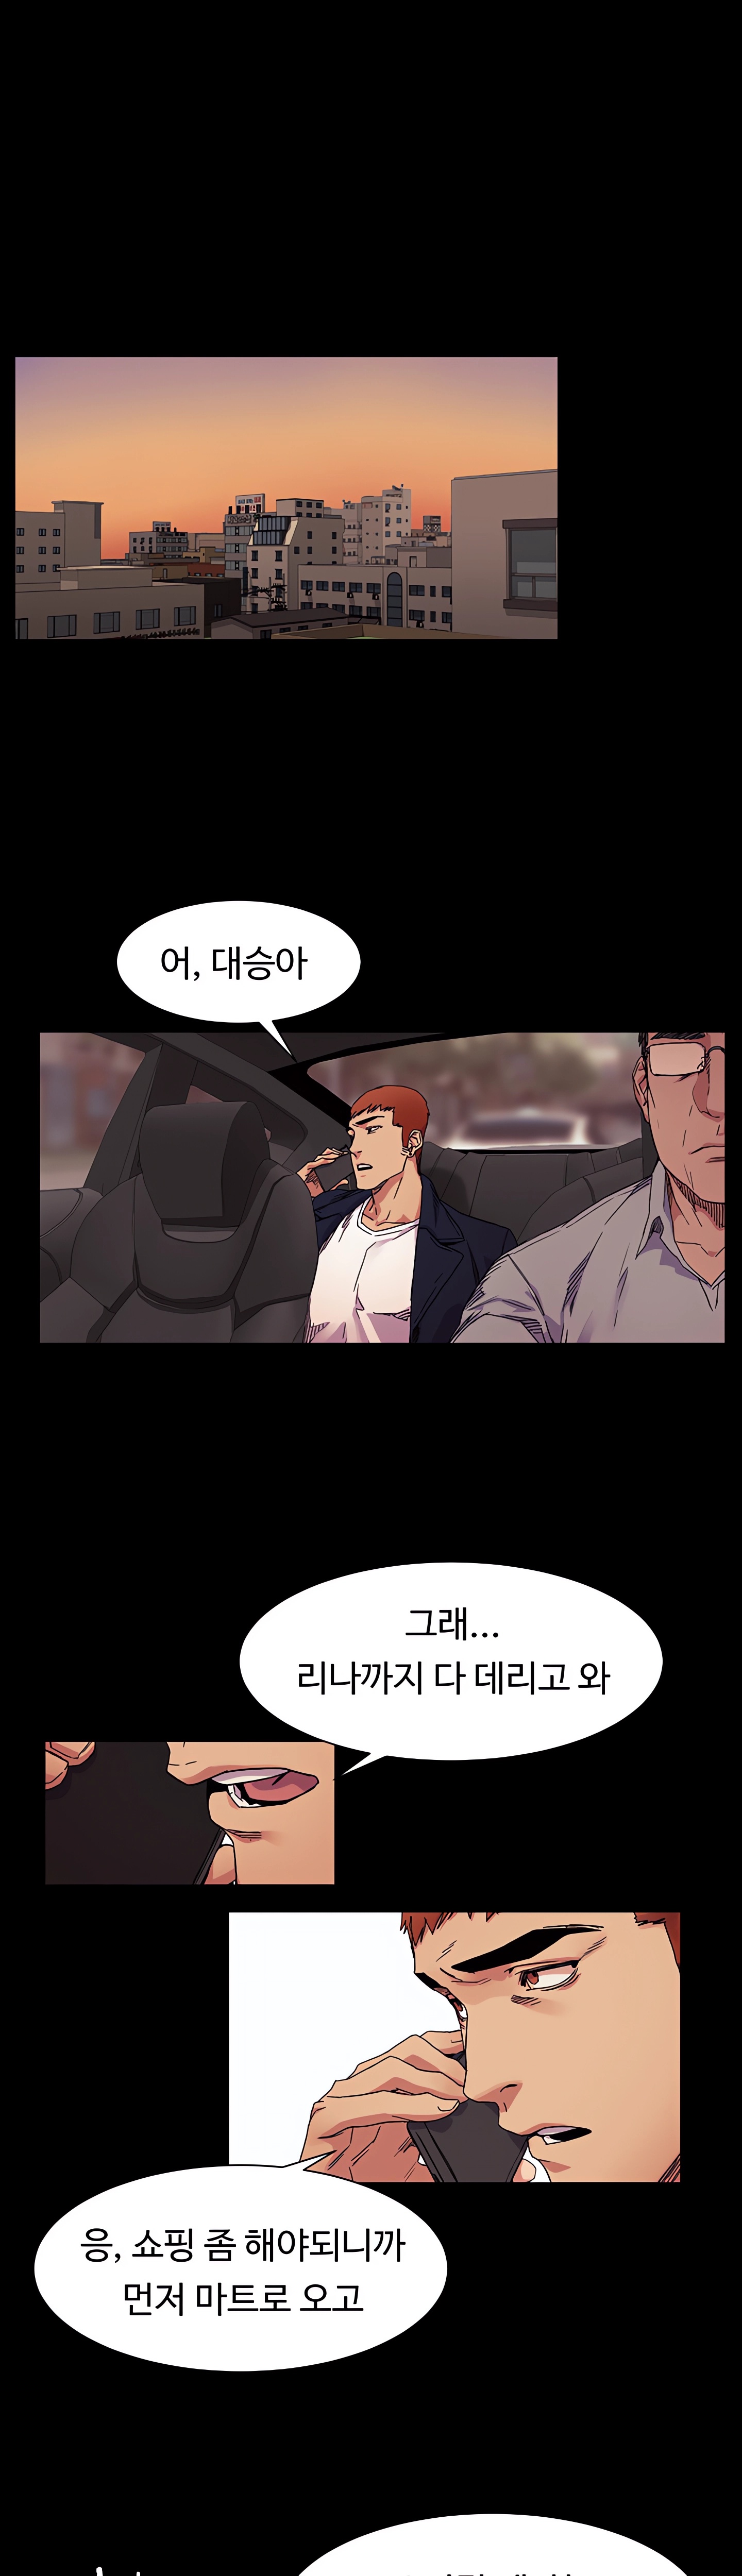 어, 대승아
그래...
리나까지 다 데리고 와
응, 쇼핑 좀 해야되니까
먼저 마트로 오고